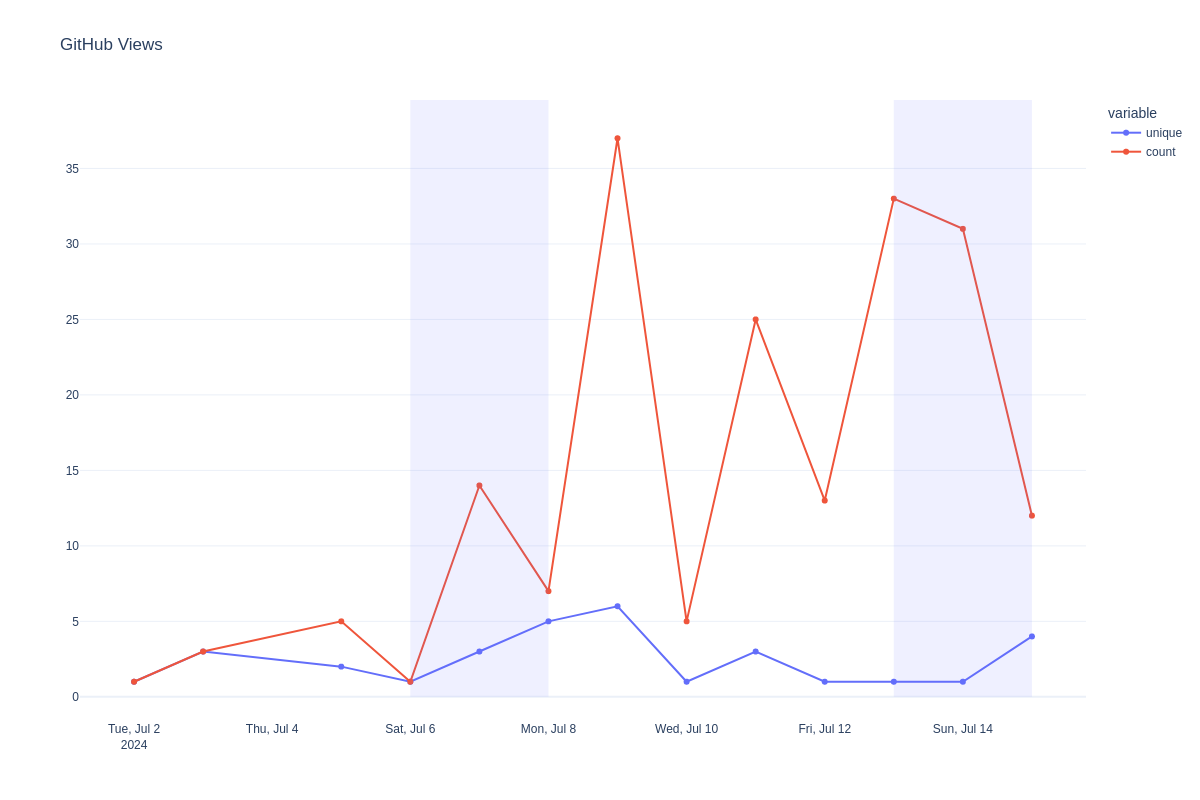 GitHub Views
variable
unique
count
35
30
25
20
15
10
5
0
Tue, Jul 2
2024
Thu, Jul 4
Sat, Jul 6
Mon, Jul 8
Wed, Jul 10
Fri, Jul 12
Sun, Jul 14